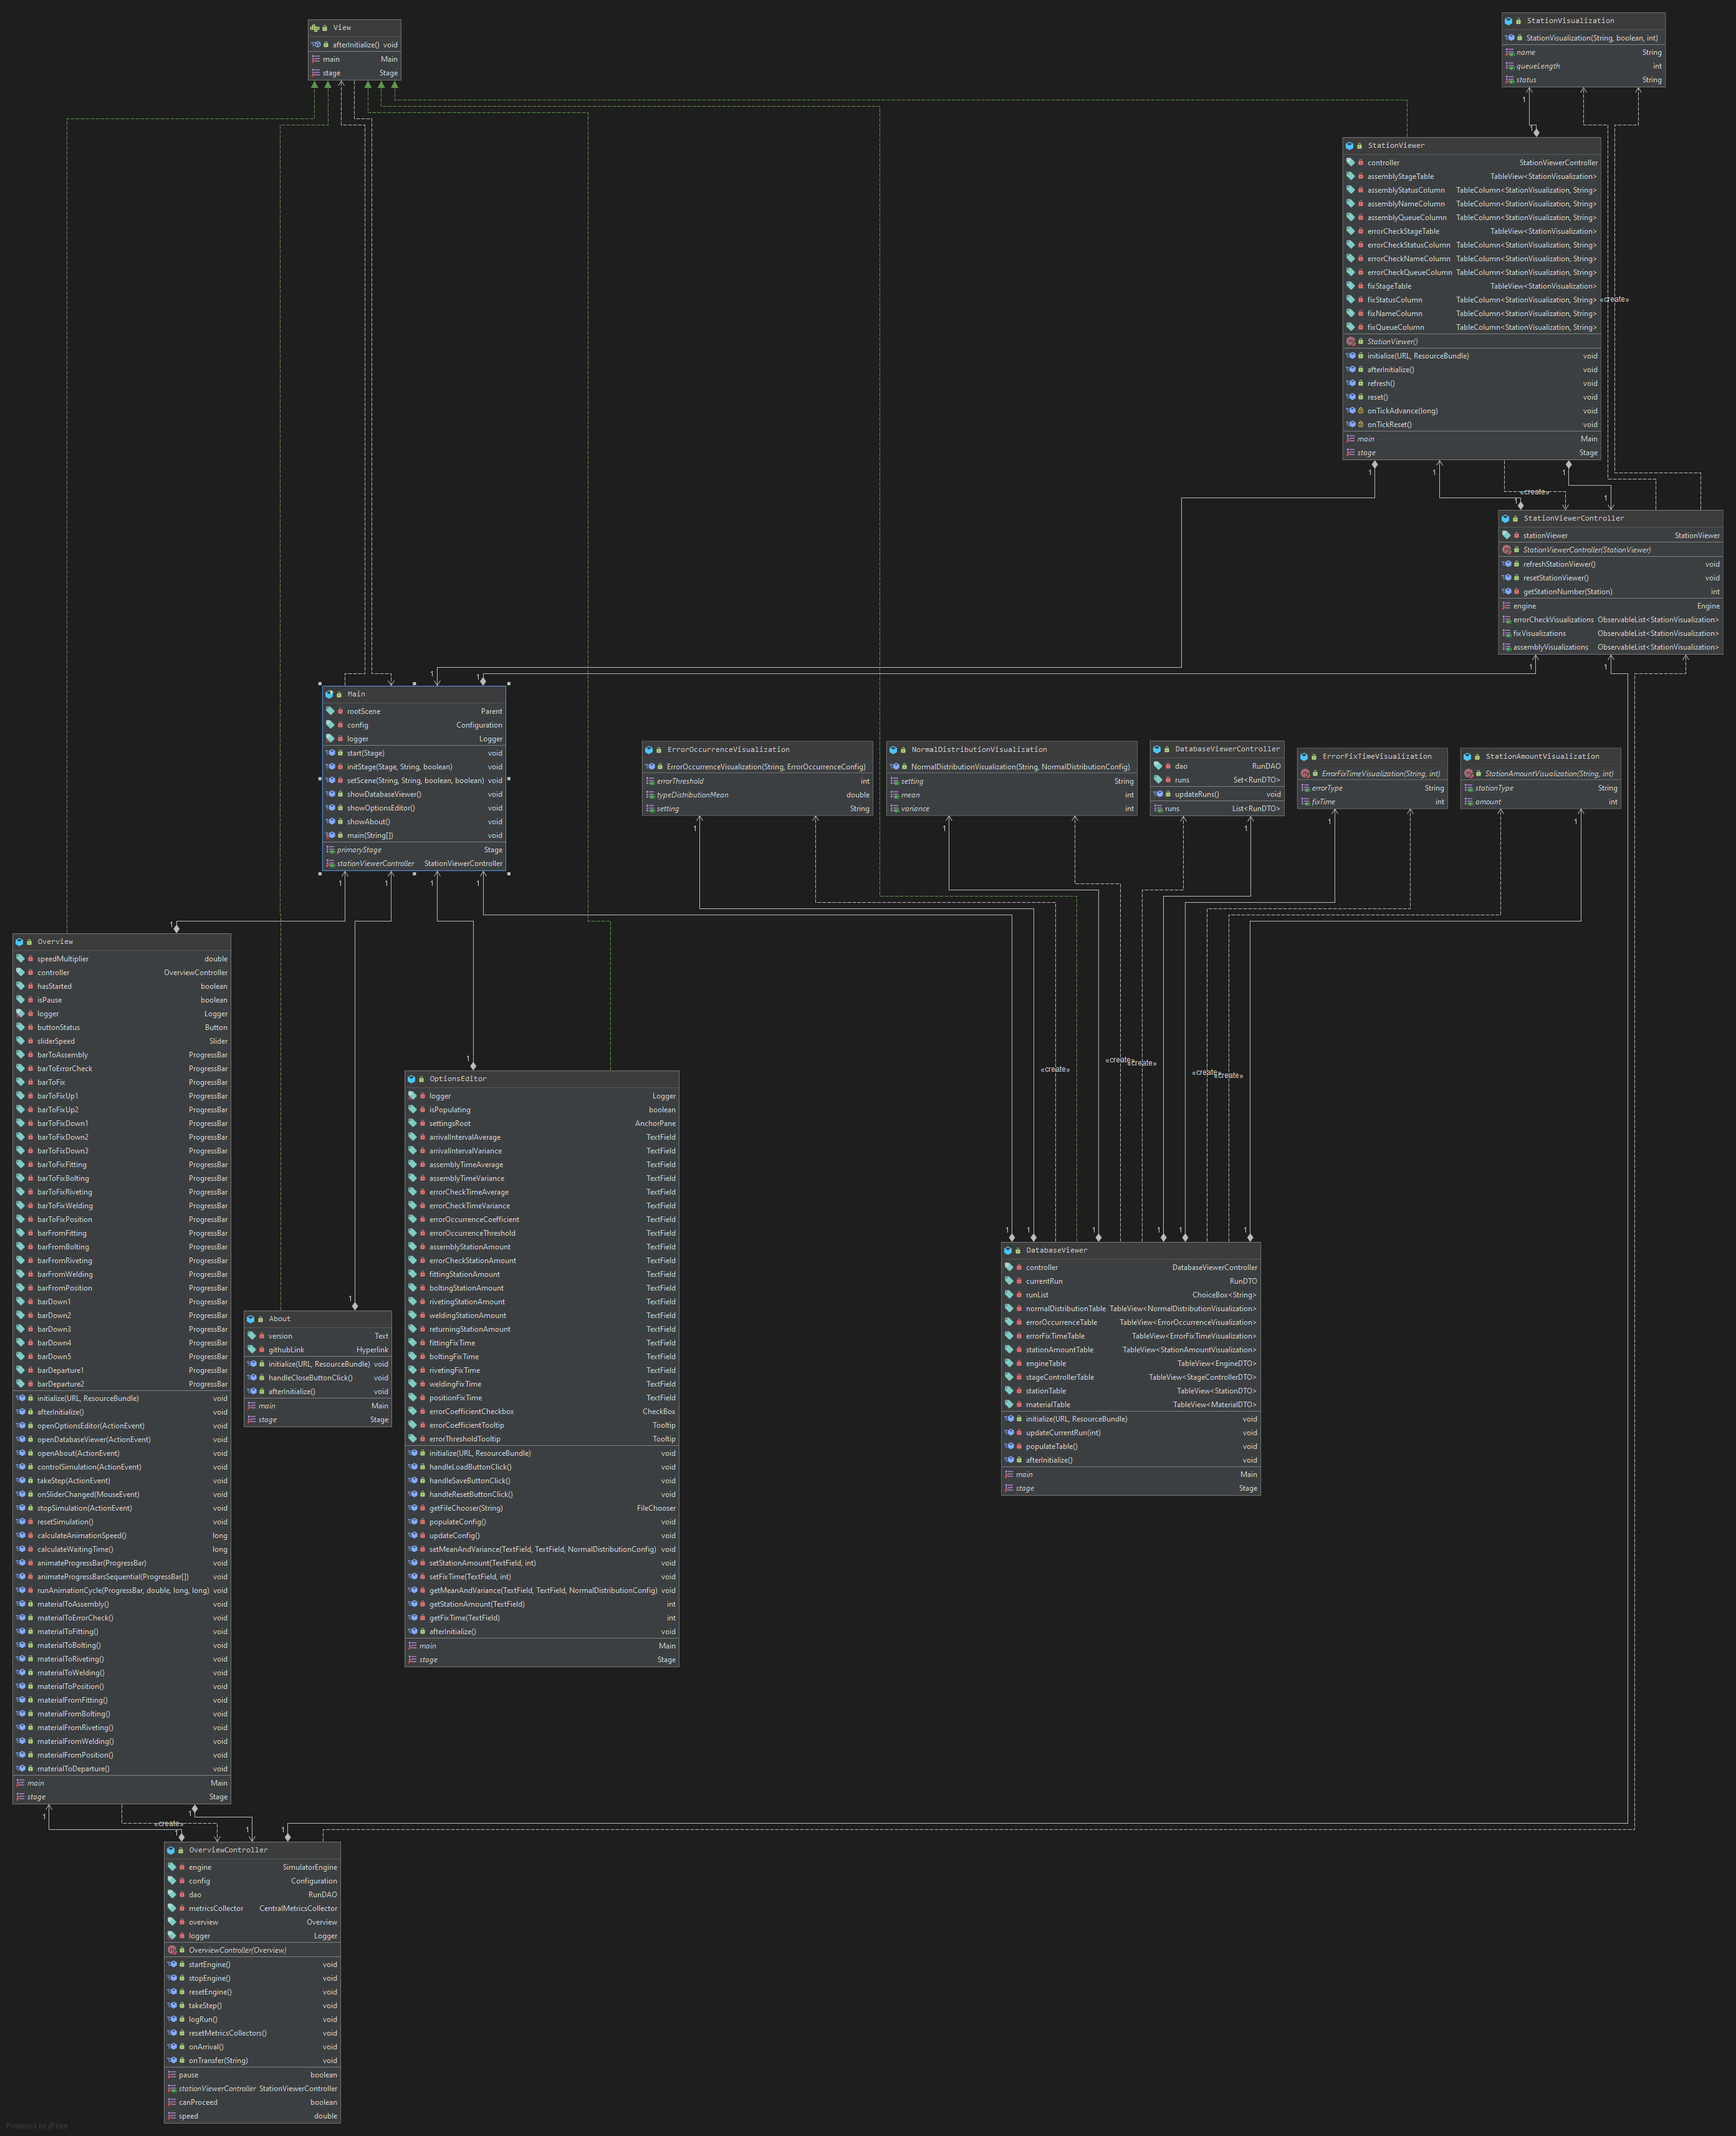 View
afterInitialize() void
main Main
stage Stage
StationVisualization
StationVisualization(String, boolean, int)
name String
queueLength int
status String
1
1
StationViewer
controller StationViewerController
assemblyStageTable TableView<StationVisualization>
assemblyStatusColumn TableColumn<StationVisualization, String>
assemblyNameColumn TableColumn<StationVisualization, String>
assemblyQueueColumn TableColumn<StationVisualization, String>
errorCheckStageTable TableView<StationVisualization>
errorCheckStatusColumn TableColumn<StationVisualization, String>
errorCheckNameColumn TableColumn<StationVisualization, String>
errorCheckQueueColumn TableColumn<StationVisualization, String>
fixStageTable TableView<StationVisualization>
fixStatusColumn TableColumn<StationVisualization, String>
fixNameColumn TableColumn<StationVisualization, String>
fixQueueColumn TableColumn<StationVisualization, String>
StationViewer()
initialize(URL, ResourceBundle) void
afterInitialize() void
refresh() void
reset() void
onTickAdvance(long) void
onTickReset() void
main Main
stage Stage
«create»
1 1 1
«create»
1 1
StationViewerController
stationViewer StationViewer
StationViewerController(StationViewer)
refreshStationViewer() void
resetStationViewer() void
getStationNumber(Station) int
engine Engine
errorCheckVisualizations ObservableList<StationVisualization>
fixVisualizations ObservableList<StationVisualization>
assemblyVisualizations ObservableList<StationVisualization>
1 1 1 1
Main
rootScene Parent
config Configuration
logger Logger
start(Stage) void
initStage(Stage, String, boolean) void
setScene(String, String, boolean, boolean) void
showDatabaseViewer() void
showOptionsEditor() void
showAbout() void
main(String[]) void
primaryStage Stage
stationViewerController StationViewerController
1 1 1 1
ErrorOccurrenceVisualization
ErrorOccurrenceVisualization(String, ErrorOccurrenceConfig)
errorThreshold int
typeDistributionMean double
setting String
1
NormalDistributionVisualization
NormalDistributionVisualization(String, NormalDistributionConfig)
setting String
mean int
variance int
1
DatabaseViewerController
dao RunDAO
runs Set<RunDTO>
updateRuns() void
runs List<RunDTO>
1
ErrorFixTimeVisualization
ErrorFixTimeVisualization(String, int)
errorType String
fixTime int
1
StationAmountVisualization
StationAmountVisualization(String, int)
stationType String
amount int
1
1
Overview
speedMultiplier double
controller OverviewController
hasStarted boolean
isPause boolean
logger Logger
buttonStatus Button
sliderSpeed Slider
barToAssembly ProgressBar
barToErrorCheck ProgressBar
barToFix ProgressBar
barToFixUp1 ProgressBar
barToFixUp2 ProgressBar
barToFixDown1 ProgressBar
barToFixDown2 ProgressBar
barToFixDown3 ProgressBar
barToFixFitting ProgressBar
barToFixBolting ProgressBar
barToFixRiveting ProgressBar
barToFixWelding ProgressBar
barToFixPosition ProgressBar
barFromFitting ProgressBar
barFromBolting ProgressBar
barFromRiveting ProgressBar
barFromWelding ProgressBar
barFromPosition ProgressBar
barDown1 ProgressBar
barDown2 ProgressBar
barDown3 ProgressBar
barDown4 ProgressBar
barDown5 ProgressBar
barDeparture1 ProgressBar
barDeparture2 ProgressBar
initialize(URL, ResourceBundle) void
afterInitialize() void
openOptionsEditor(ActionEvent) void
openDatabaseViewer(ActionEvent) void
openAbout(ActionEvent) void
controlSimulation(ActionEvent) void
takeStep(ActionEvent) void
onSliderChanged(MouseEvent) void
stopSimulation(ActionEvent) void
resetSimulation() void
calculateAnimationSpeed() long
calculateWaitingTime() long
animateProgressBar(ProgressBar) void
animateProgressBarsSequential(ProgressBar[]) void
runAnimationCycle(ProgressBar, double, long, long) void
materialToAssembly() void
materialToErrorCheck() void
materialToFitting() void
materialToBolting() void
materialToRiveting() void
materialToWelding() void
materialToPosition() void
materialFromFitting() void
materialFromBolting() void
materialFromRiveting() void
materialFromWelding() void
materialFromPosition() void
materialToDeparture() void
main Main
stage Stage
1
About
version Text
githubLink Hyperlink
initialize(URL, ResourceBundle) void
handleCloseButtonClick() void
afterInitialize() void
main Main
stage Stage
1
OptionsEditor
logger Logger
isPopulating boolean
settingsRoot AnchorPane
arrivalIntervalAverage TextField
arrivalIntervalVariance TextField
assemblyTimeAverage TextField
assemblyTimeVariance TextField
errorCheckTimeAverage TextField
errorCheckTimeVariance TextField
errorOccurrenceCoefficient TextField
errorOccurrenceThreshold TextField
assemblyStationAmount TextField
errorCheckStationAmount TextField
fittingStationAmount TextField
boltingStationAmount TextField
rivetingStationAmount TextField
weldingStationAmount TextField
returningStationAmount TextField
fittingFixTime TextField
boltingFixTime TextField
rivetingFixTime TextField
weldingFixTime TextField
positionFixTime TextField
errorCoefficientCheckbox CheckBox
errorCoefficientTooltip Tooltip
errorThresholdTooltip Tooltip
initialize(URL, ResourceBundle) void
handleLoadButtonClick() void
handleSaveButtonClick() void
handleResetButtonClick() void
getFileChooser(String) FileChooser
populateConfig() void
updateConfig() void
setMeanAndVariance(TextField, TextField, NormalDistributionConfig) void
setStationAmount(TextField, int) void
setFixTime(TextField, int) void
getMeanAndVariance(TextField, TextField, NormalDistributionConfig) void
getStationAmount(TextField) int
getFixTime(TextField) int
afterInitialize() void
main Main
stage Stage
«create» «create» «create» «create» «create»
1 1 1 1 1 1
DatabaseViewer
controller DatabaseViewerController
currentRun RunDTO
runList ChoiceBox<String>
normalDistributionTable TableView<NormalDistributionVisualization>
errorOccurrenceTable TableView<ErrorOccurrenceVisualization>
errorFixTimeTable TableView<ErrorFixTimeVisualization>
stationAmountTable TableView<StationAmountVisualization>
engineTable TableView<EngineDTO>
stageControllerTable TableView<StageControllerDTO>
stationTable TableView<StationDTO>
materialTable TableView<MaterialDTO>
initialize(URL, ResourceBundle) void
updateCurrentRun(int) void
populateTable() void
afterInitialize() void
main Main
stage Stage
1 1
«create»
1 1 1
OverviewController
engine SimulatorEngine
config Configuration
dao RunDAO
metricsCollector CentralMetricsCollector
overview Overview
logger Logger
OverviewController(Overview)
startEngine() void
stopEngine() void
resetEngine() void
takeStep() void
logRun() void
resetMetricsCollectors() void
onArrival() void
onTransfer(String) void
pause boolean
stationViewerController StationViewerController
canProceed boolean
speed double
Powered by yFiles